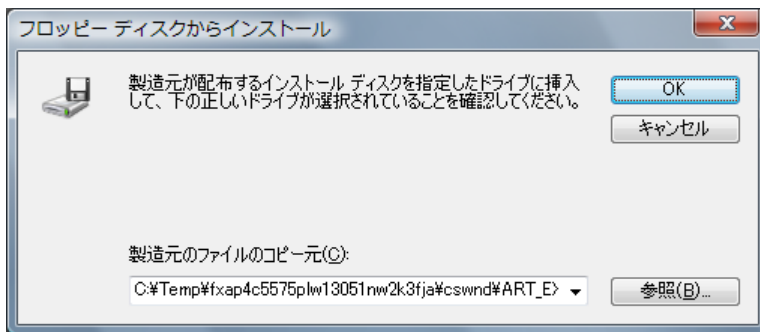 フロッピー ディスクからインストール
製造元が配布するインストール ディスクを指定したドライブに挿入
して、下の正しいドライブが選択されていることを確認してください。
OK
キャンセル
製造元のファイルのコピー元(C):
C:¥Temp¥fxap4c5575plw13051nw2k3fja¥cswnd¥ART_E
参照(B)...